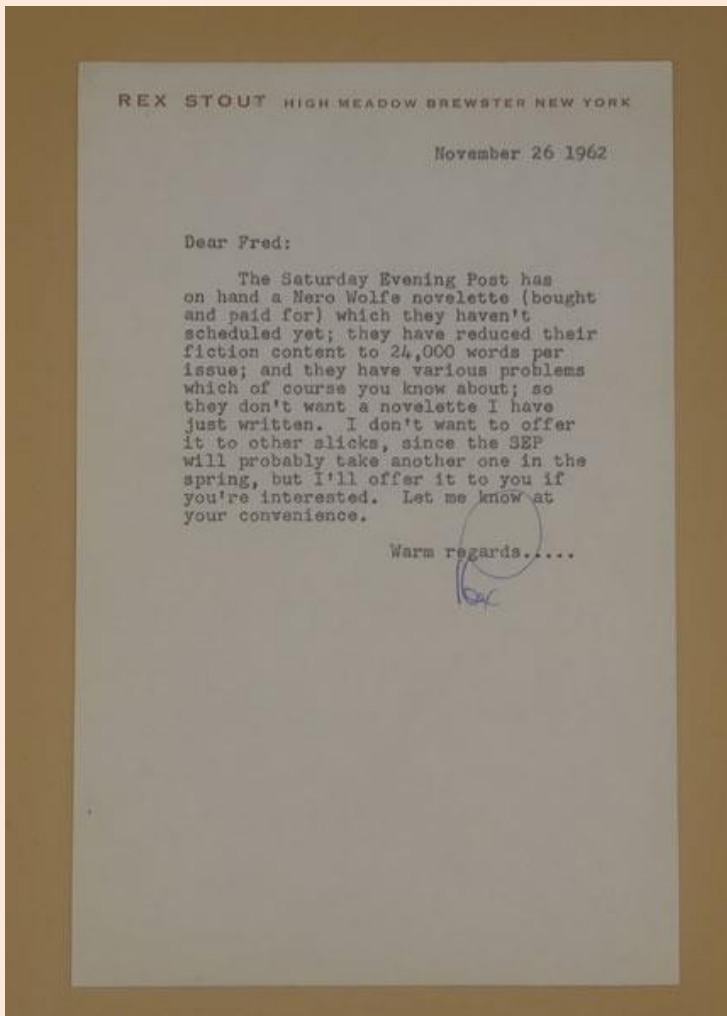 REX STOUT HIGH MEADOW BREWSTER NEW YORK
November 26 1962
Dear Fred:
The Saturday Evening Post has
on hand a Nero Wolfe novelette (bought
and paid for) which they haven't
scheduled yet; they have reduced their
fiction content to 24,000 words per
issue; and they have various problems
which of course you know about; so
they don't want a novelette I have
just written.  I don't want to offer
it to other slicks, since the SEP
will probably take another one in the
spring, but I'll offer it to you if
you're interested.  Let me know at
your convenience.
Warm regards.....
Rex